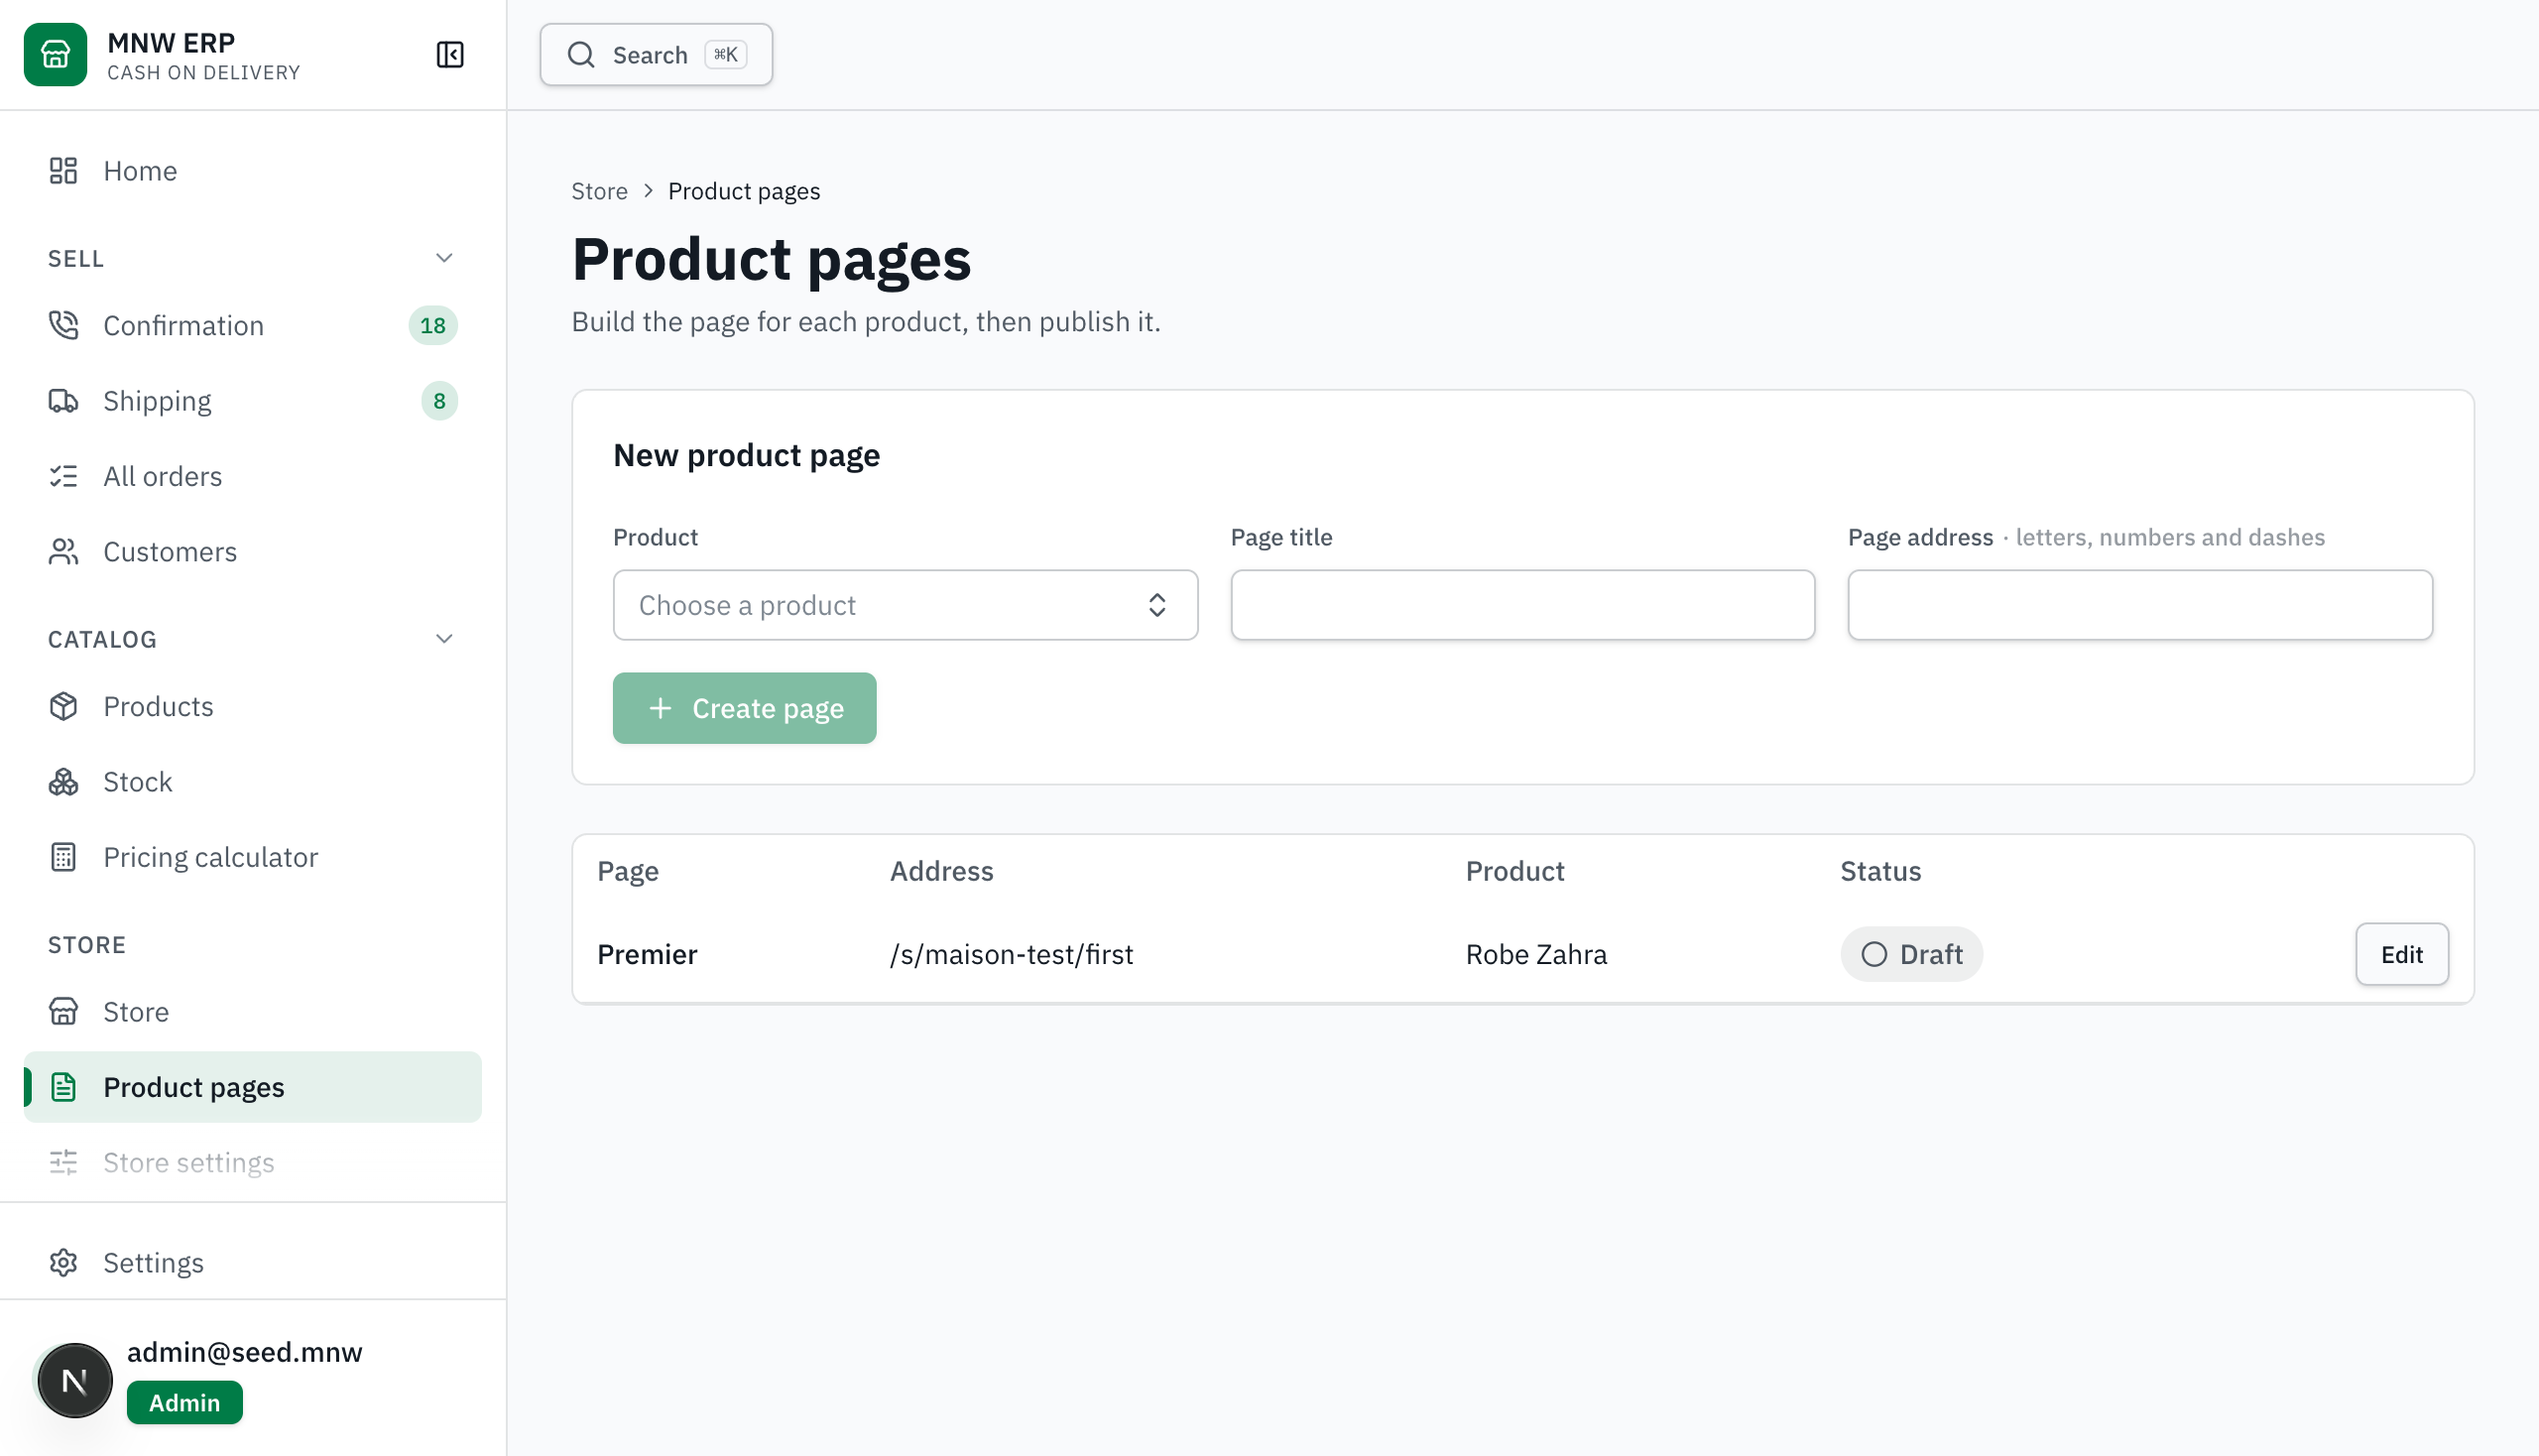 MNW ERP
CASH ON DELIVERY
Search ⌘K
Home
SELL
Confirmation 18
Shipping 8
All orders
Customers
CATALOG
Products
Stock
Pricing calculator
STORE
Store
Product pages
Store settings
Settings
N
admin@seed.mnw
Admin
Store > Product pages
Product pages
Build the page for each product, then publish it.
New product page
Product
Choose a product
Page title
Page address · letters, numbers and dashes
+ Create page
Page Address Product Status
Premier /s/maison-test/first Robe Zahra Draft Edit